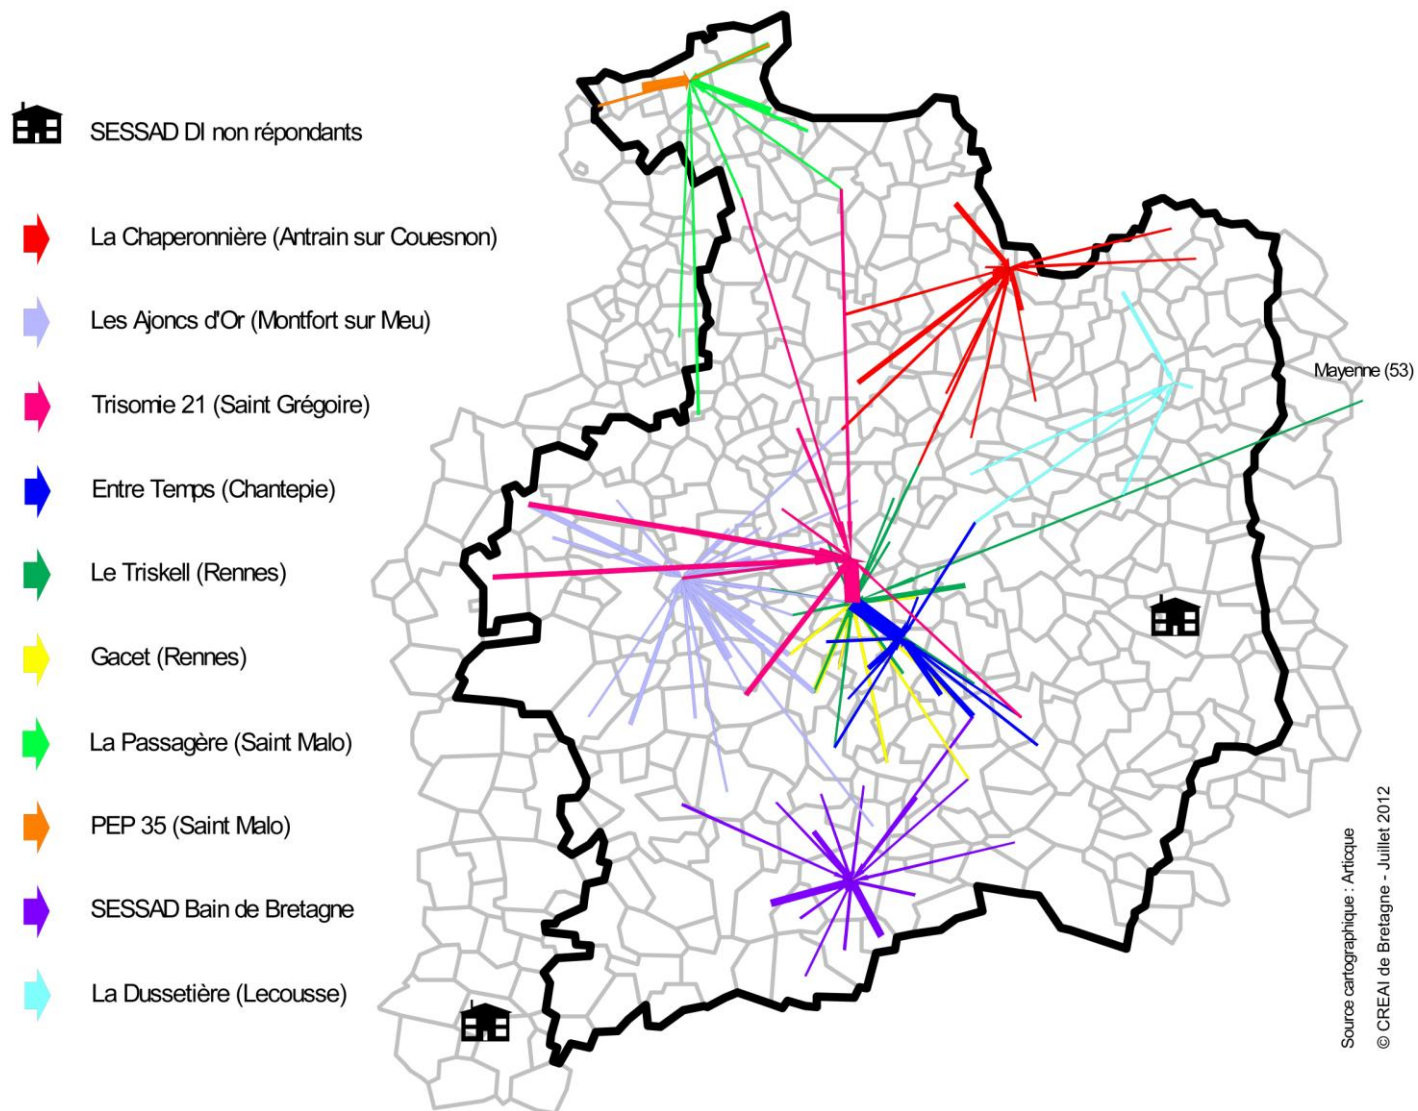 SESSAD DI non répondants
La Chaperonnière (Antrain sur Couesnon)
Les Ajoncs d'Or (Montfort sur Meu)
Trisomie 21 (Saint Grégoire)
Entre Temps (Chantepie)
Le Triskell (Rennes)
Gacet (Rennes)
La Passagère (Saint Malo)
PEP 35 (Saint Malo)
SESSAD Bain de Bretagne
La Dussetière (Lecousse)
Mayenne (53)
Source cartographique : Articque
© CREAI de Bretagne - Juillet 2012